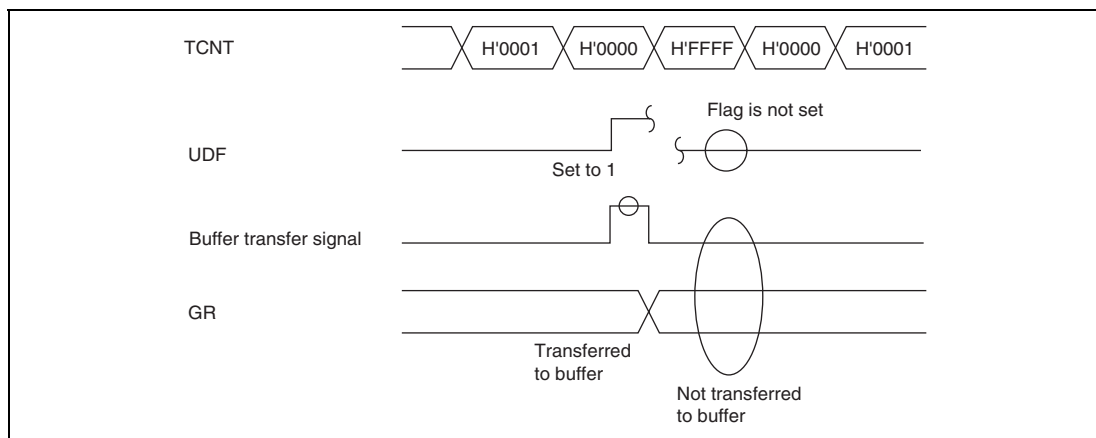 TCNT
H'0001 H'0000 H'FFFF H'0000 H'0001
Flag is not set
UDF
Set to 1
Buffer transfer signal
GR
Transferred
to buffer
Not transferred
to buffer